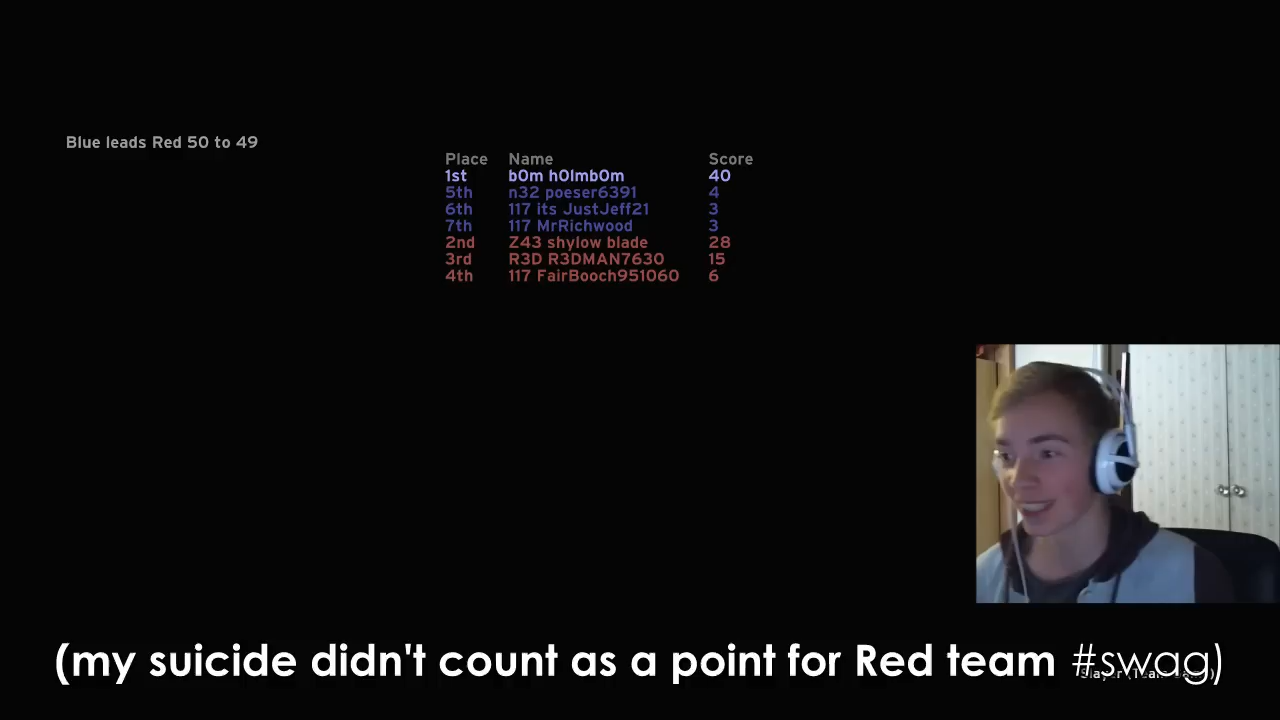 Blue leads Red 50 to 49
Place Name Score
1st b0m h0lmb0m 40
5th n32 poeser6391 4
6th 117 its JustJeff21 3
7th 117 MrRichwood 3
2nd Z43 shylow blade 28
3rd R3D R3DMAN7630 15
4th 117 FairBooch951060 6
(my suicide didn't count as a point for Red team #swag)